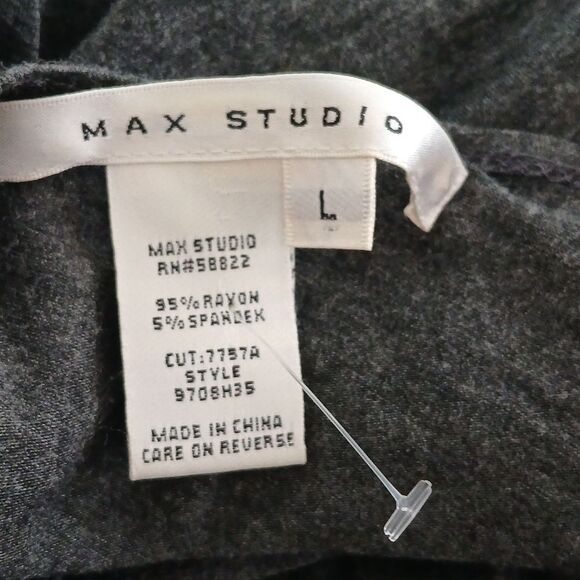 MAX STUDIO
L
MAX STUDIO
RN#58822
95% RAYON
5% SPANDEX
CUT:7757A
STYLE
9708H35
MADE IN CHINA
CARE ON REVERSE